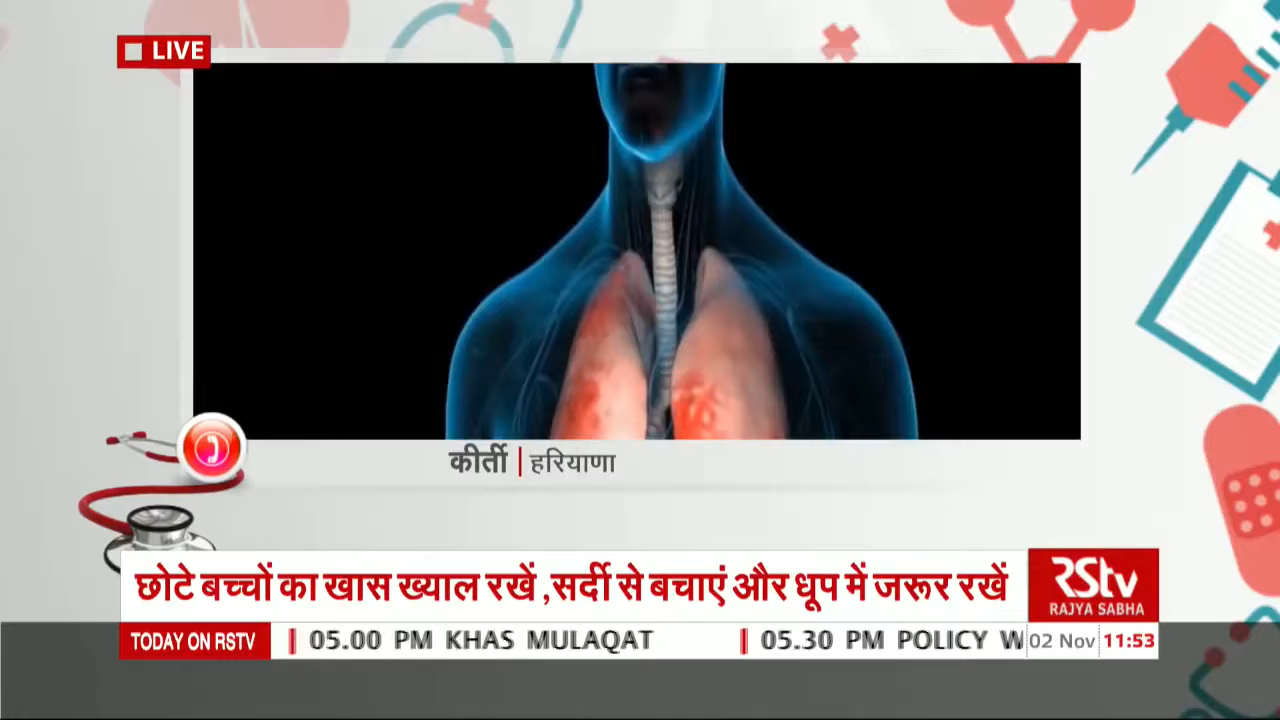 LIVE
कीर्ती | हरियाणा
छोटे बच्चों का खास ख्याल रखें ,सर्दी से बचाएं और धूप में जरूर रखें
RStv
RAJYA SABHA
TODAY ON RSTV | 05.00 PM KHAS MULAQAT | 05.30 PM POLICY W
02 Nov 11:53